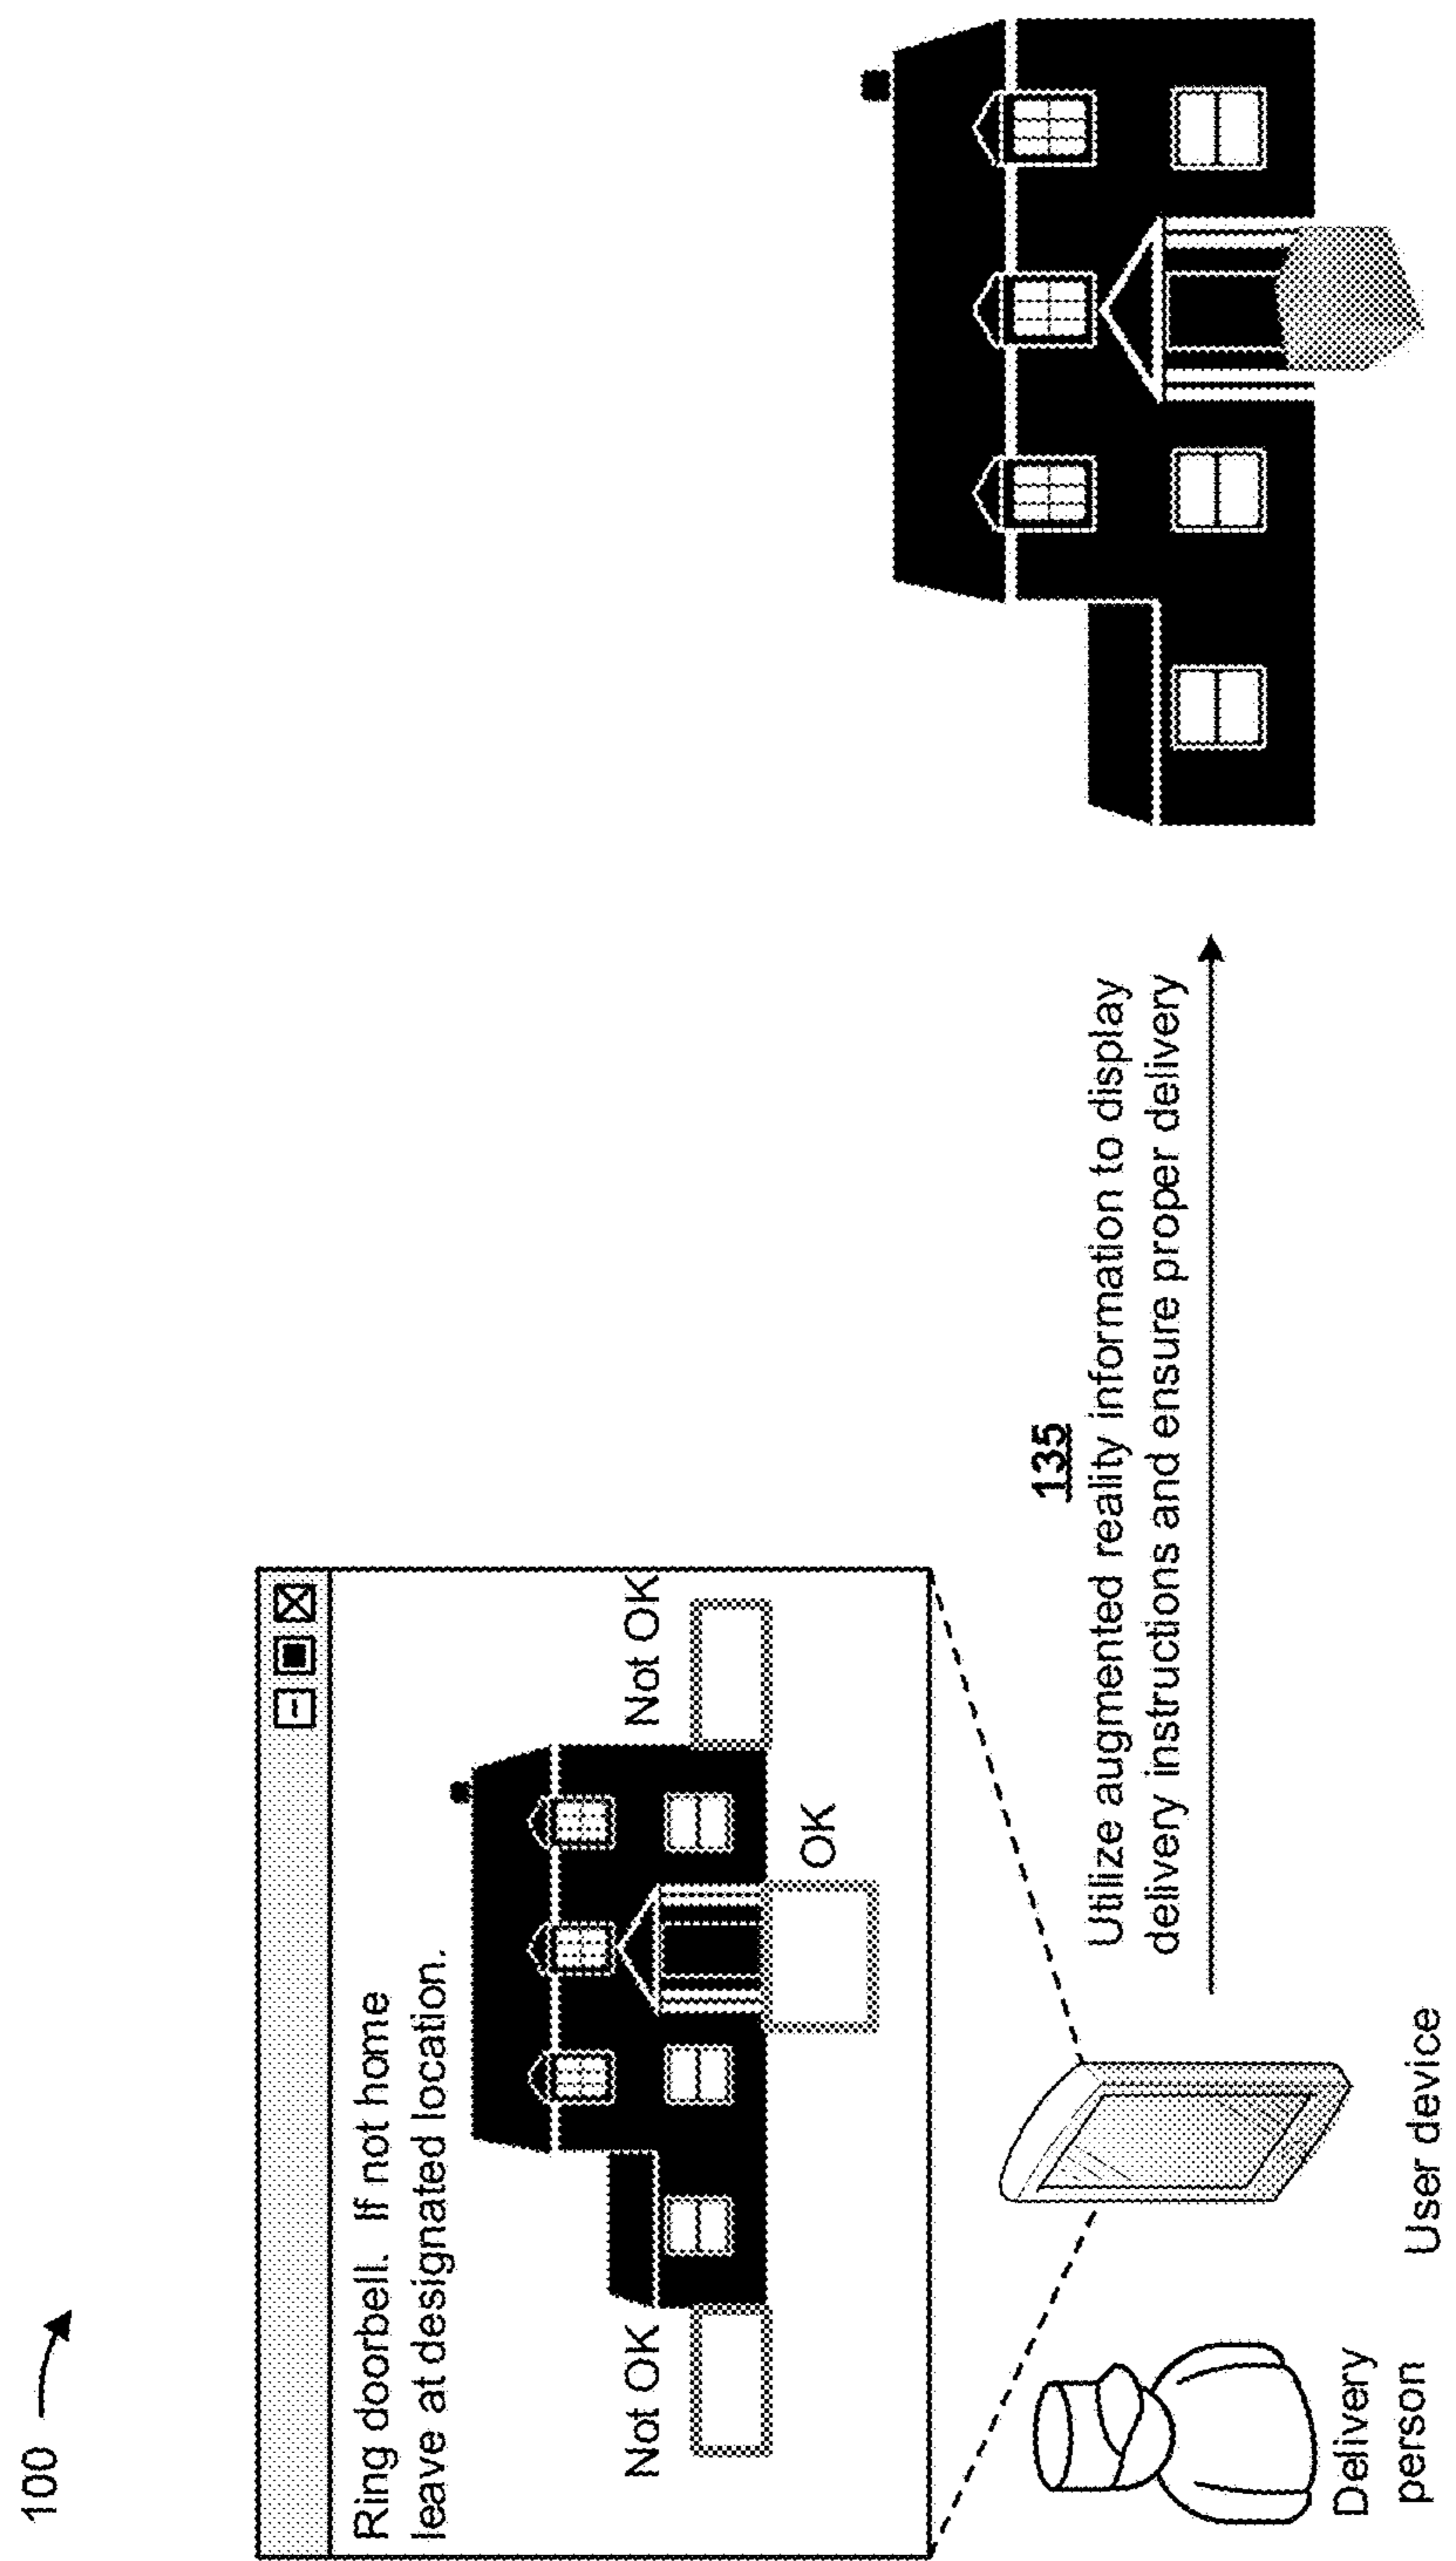 100
Ring doorbell.  If not home
leave at designated location.
Not OK
Not OK
OK
135
Utilize augmented reality information to display
delivery instructions and ensure proper delivery
Delivery
person
User device